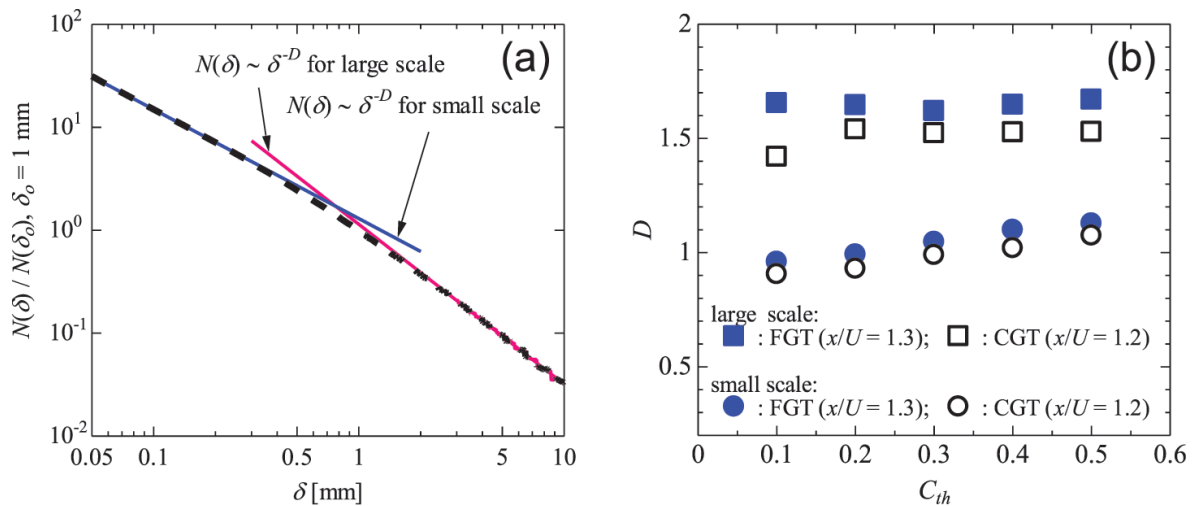 (a)
N(δ) ~ δ^-D for large scale
N(δ) ~ δ^-D for small scale
N(δ) / N(δ_o), δ_o = 1 mm
10^2
10^1
10^0
10^-1
10^-2
0.05
0.1
0.5
1
5
10
δ [mm]
(b)
D
2
1.5
1
0.5
large scale:
: FGT (x/U = 1.3);
: CGT (x/U = 1.2)
small scale:
: FGT (x/U = 1.3);
: CGT (x/U = 1.2)
0
0.1
0.2
0.3
0.4
0.5
0.6
C_th